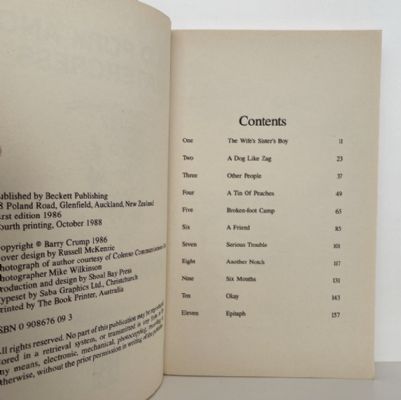 ublished by Beckett Publishing
8 Poland Road, Glenfield, Auckland, New Zealand
irst edition 1986
ourth printing, October 1988
opyright © Barry Crump 1986
over design by Russell McKenzie
hotograph of author courtesy of Colenso Communications
hotographer Mike Wilkinson
roduction and design by Shoal Bay Press
ypeset by Saba Graphics Ltd., Christchurch
rinted by The Book Printer, Australia
SBN 0 908676 09 3
All rights reserved. No part of this publication may be reproduced
ored in a retrieval system, or transmitted in any
ny means, electronic, mechanical, photocopying,
therwise, without the prior permission in writing of the
Contents
One The Wife's Sister's Boy 11
Two A Dog Like Zag 23
Three Other People 37
Four A Tin Of Peaches 49
Five Broken-foot Camp 65
Six A Friend 85
Seven Serious Trouble 101
Eight Another Notch 117
Nine Six Months 131
Ten Okay 143
Eleven Epitaph 157